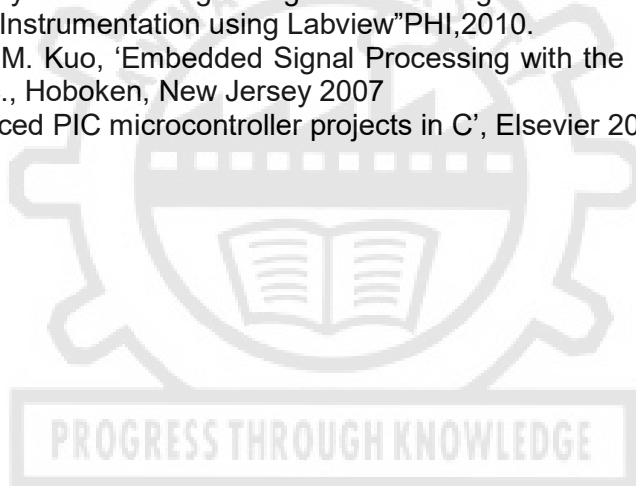 Instrumentation using Labview”PHI,2010.
M. Kuo, ‘Embedded Signal Processing with the
., Hoboken, New Jersey 2007
ced PIC microcontroller projects in C’, Elsevier 20
PROGRESS THROUGH KNOWLEDGE